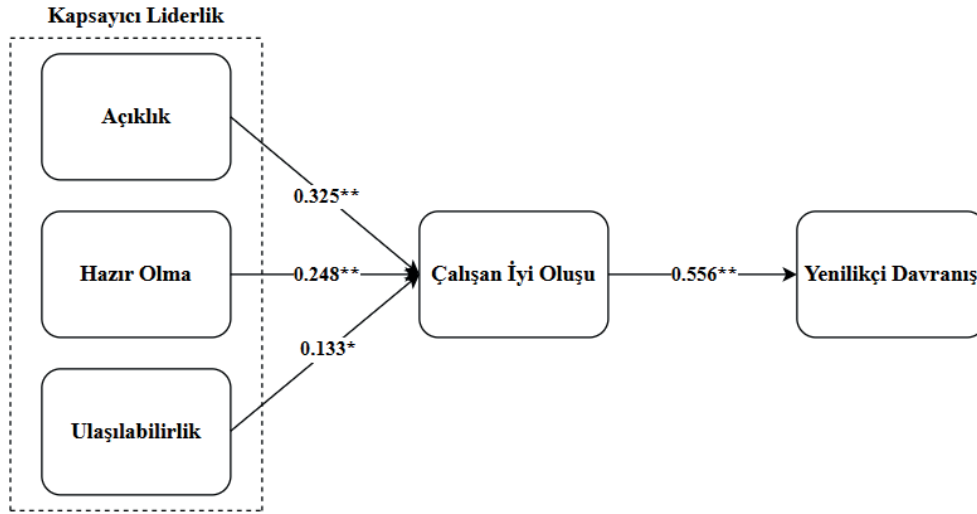 Kapsayıcı Liderlik
Açıklık
0.325**
Hazır Olma
0.248**
Çalışan İyi Oluşu
0.556**
Yenilikçi Davranış
0.133*
Ulaşılabilirlik